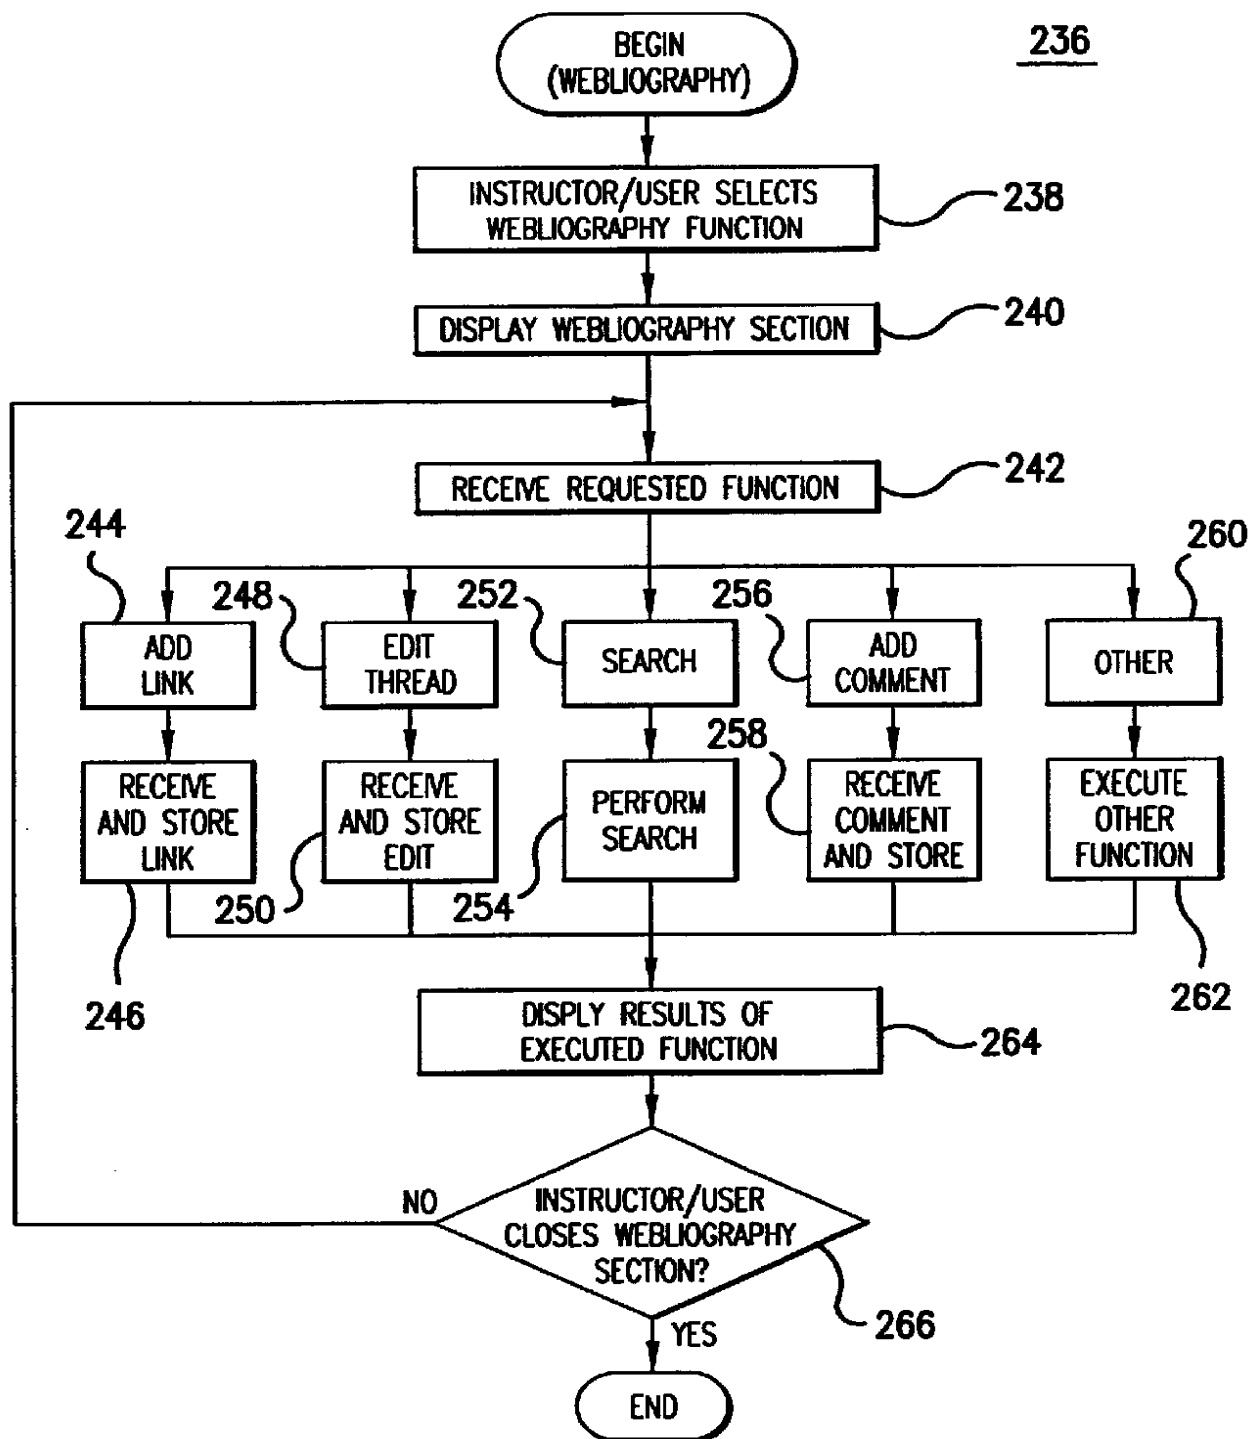 BEGIN
(WEBLIOGRAPHY)
236
INSTRUCTOR/USER SELECTS
WEBLIOGRAPHY FUNCTION
238
DISPLAY WEBLIOGRAPHY SECTION
240
RECEIVE REQUESTED FUNCTION
242
244
ADD
LINK
248
EDIT
THREAD
252
SEARCH
256
ADD
COMMENT
260
OTHER
RECEIVE
AND STORE
LINK
246
RECEIVE
AND STORE
EDIT
250
PERFORM
SEARCH
254
258
RECEIVE
COMMENT
AND STORE
EXECUTE
OTHER
FUNCTION
262
DISPLY RESULTS OF
EXECUTED FUNCTION
264
NO
INSTRUCTOR/USER
CLOSES WEBLIOGRAPHY
SECTION?
266
YES
END